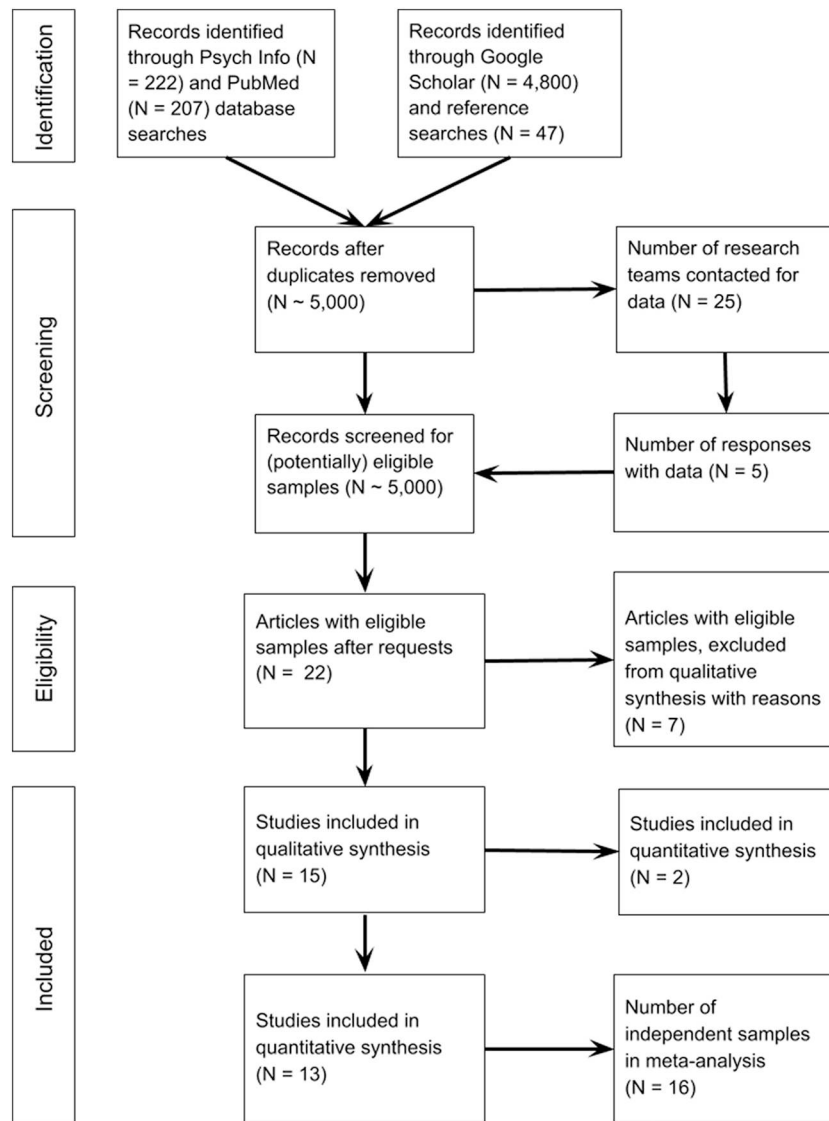 Identification
Records identified
through Psych Info (N
= 222) and PubMed
(N = 207) database
searches
Records identified
through Google
Scholar (N = 4,800)
and reference
searches (N = 47)
Screening
Records after
duplicates removed
(N ~ 5,000)
Number of research
teams contacted for
data (N = 25)
Records screened for
(potentially) eligible
samples (N ~ 5,000)
Number of responses
with data (N = 5)
Eligibility
Articles with eligible
samples after requests
(N = 22)
Articles with eligible
samples, excluded
from qualitative
synthesis with reasons
(N = 7)
Included
Studies included in
qualitative synthesis
(N = 15)
Studies included in
quantitative synthesis
(N = 2)
Studies included in
quantitative synthesis
(N = 13)
Number of
independent samples
in meta-analysis
(N = 16)